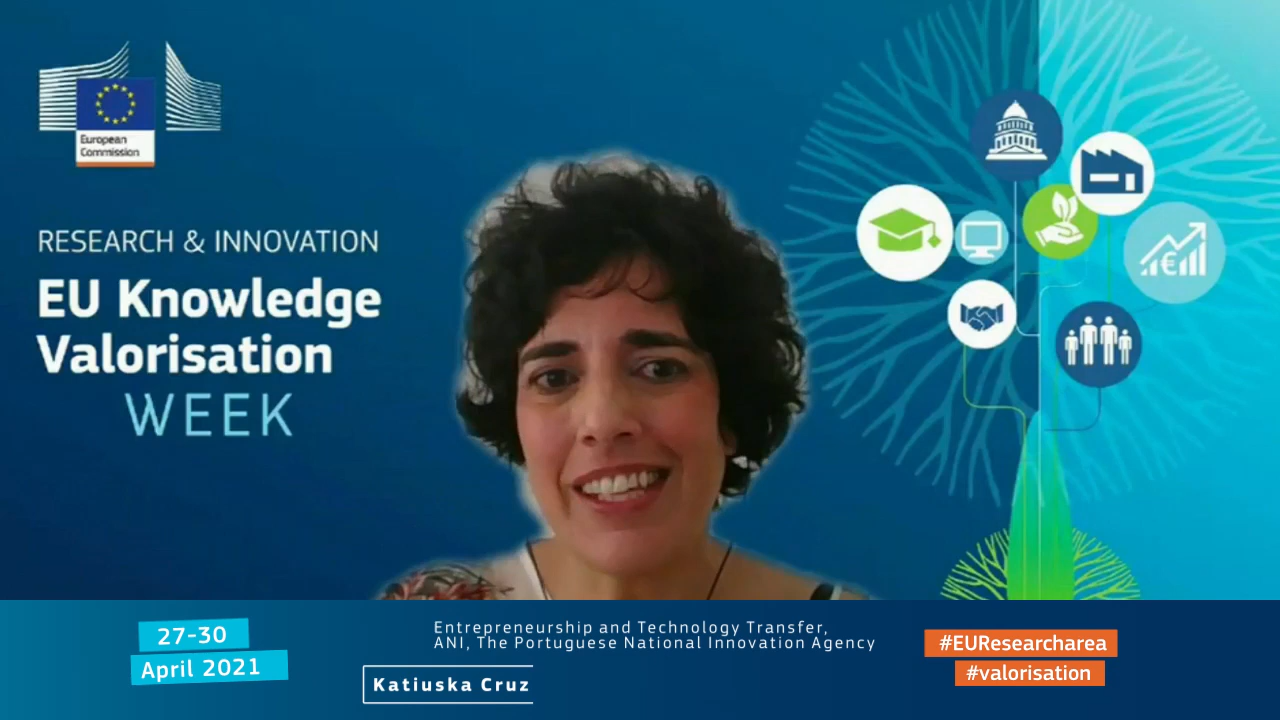 European
Commission
RESEARCH & INNOVATION
EU Knowledge
Valorisation
WEEK
€
27-30
April 2021
Entrepreneurship and Technology Transfer,
ANI, The Portuguese National Innovation Agency
Katiuska Cruz
#EUResearcharea
#valorisation